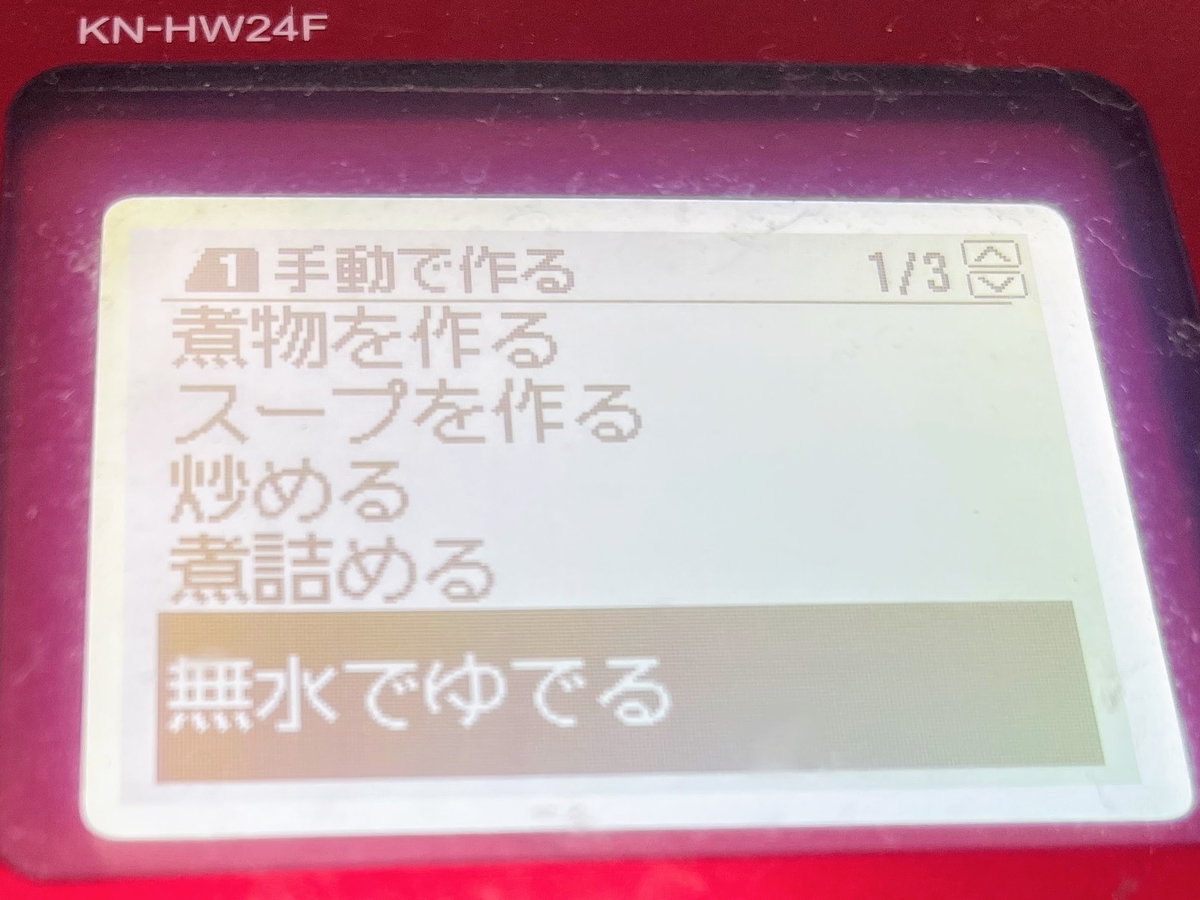 KN-HW24F
1 手動で作る 1/3
煮物を作る
スープを作る
炒める
煮詰める
無水でゆでる